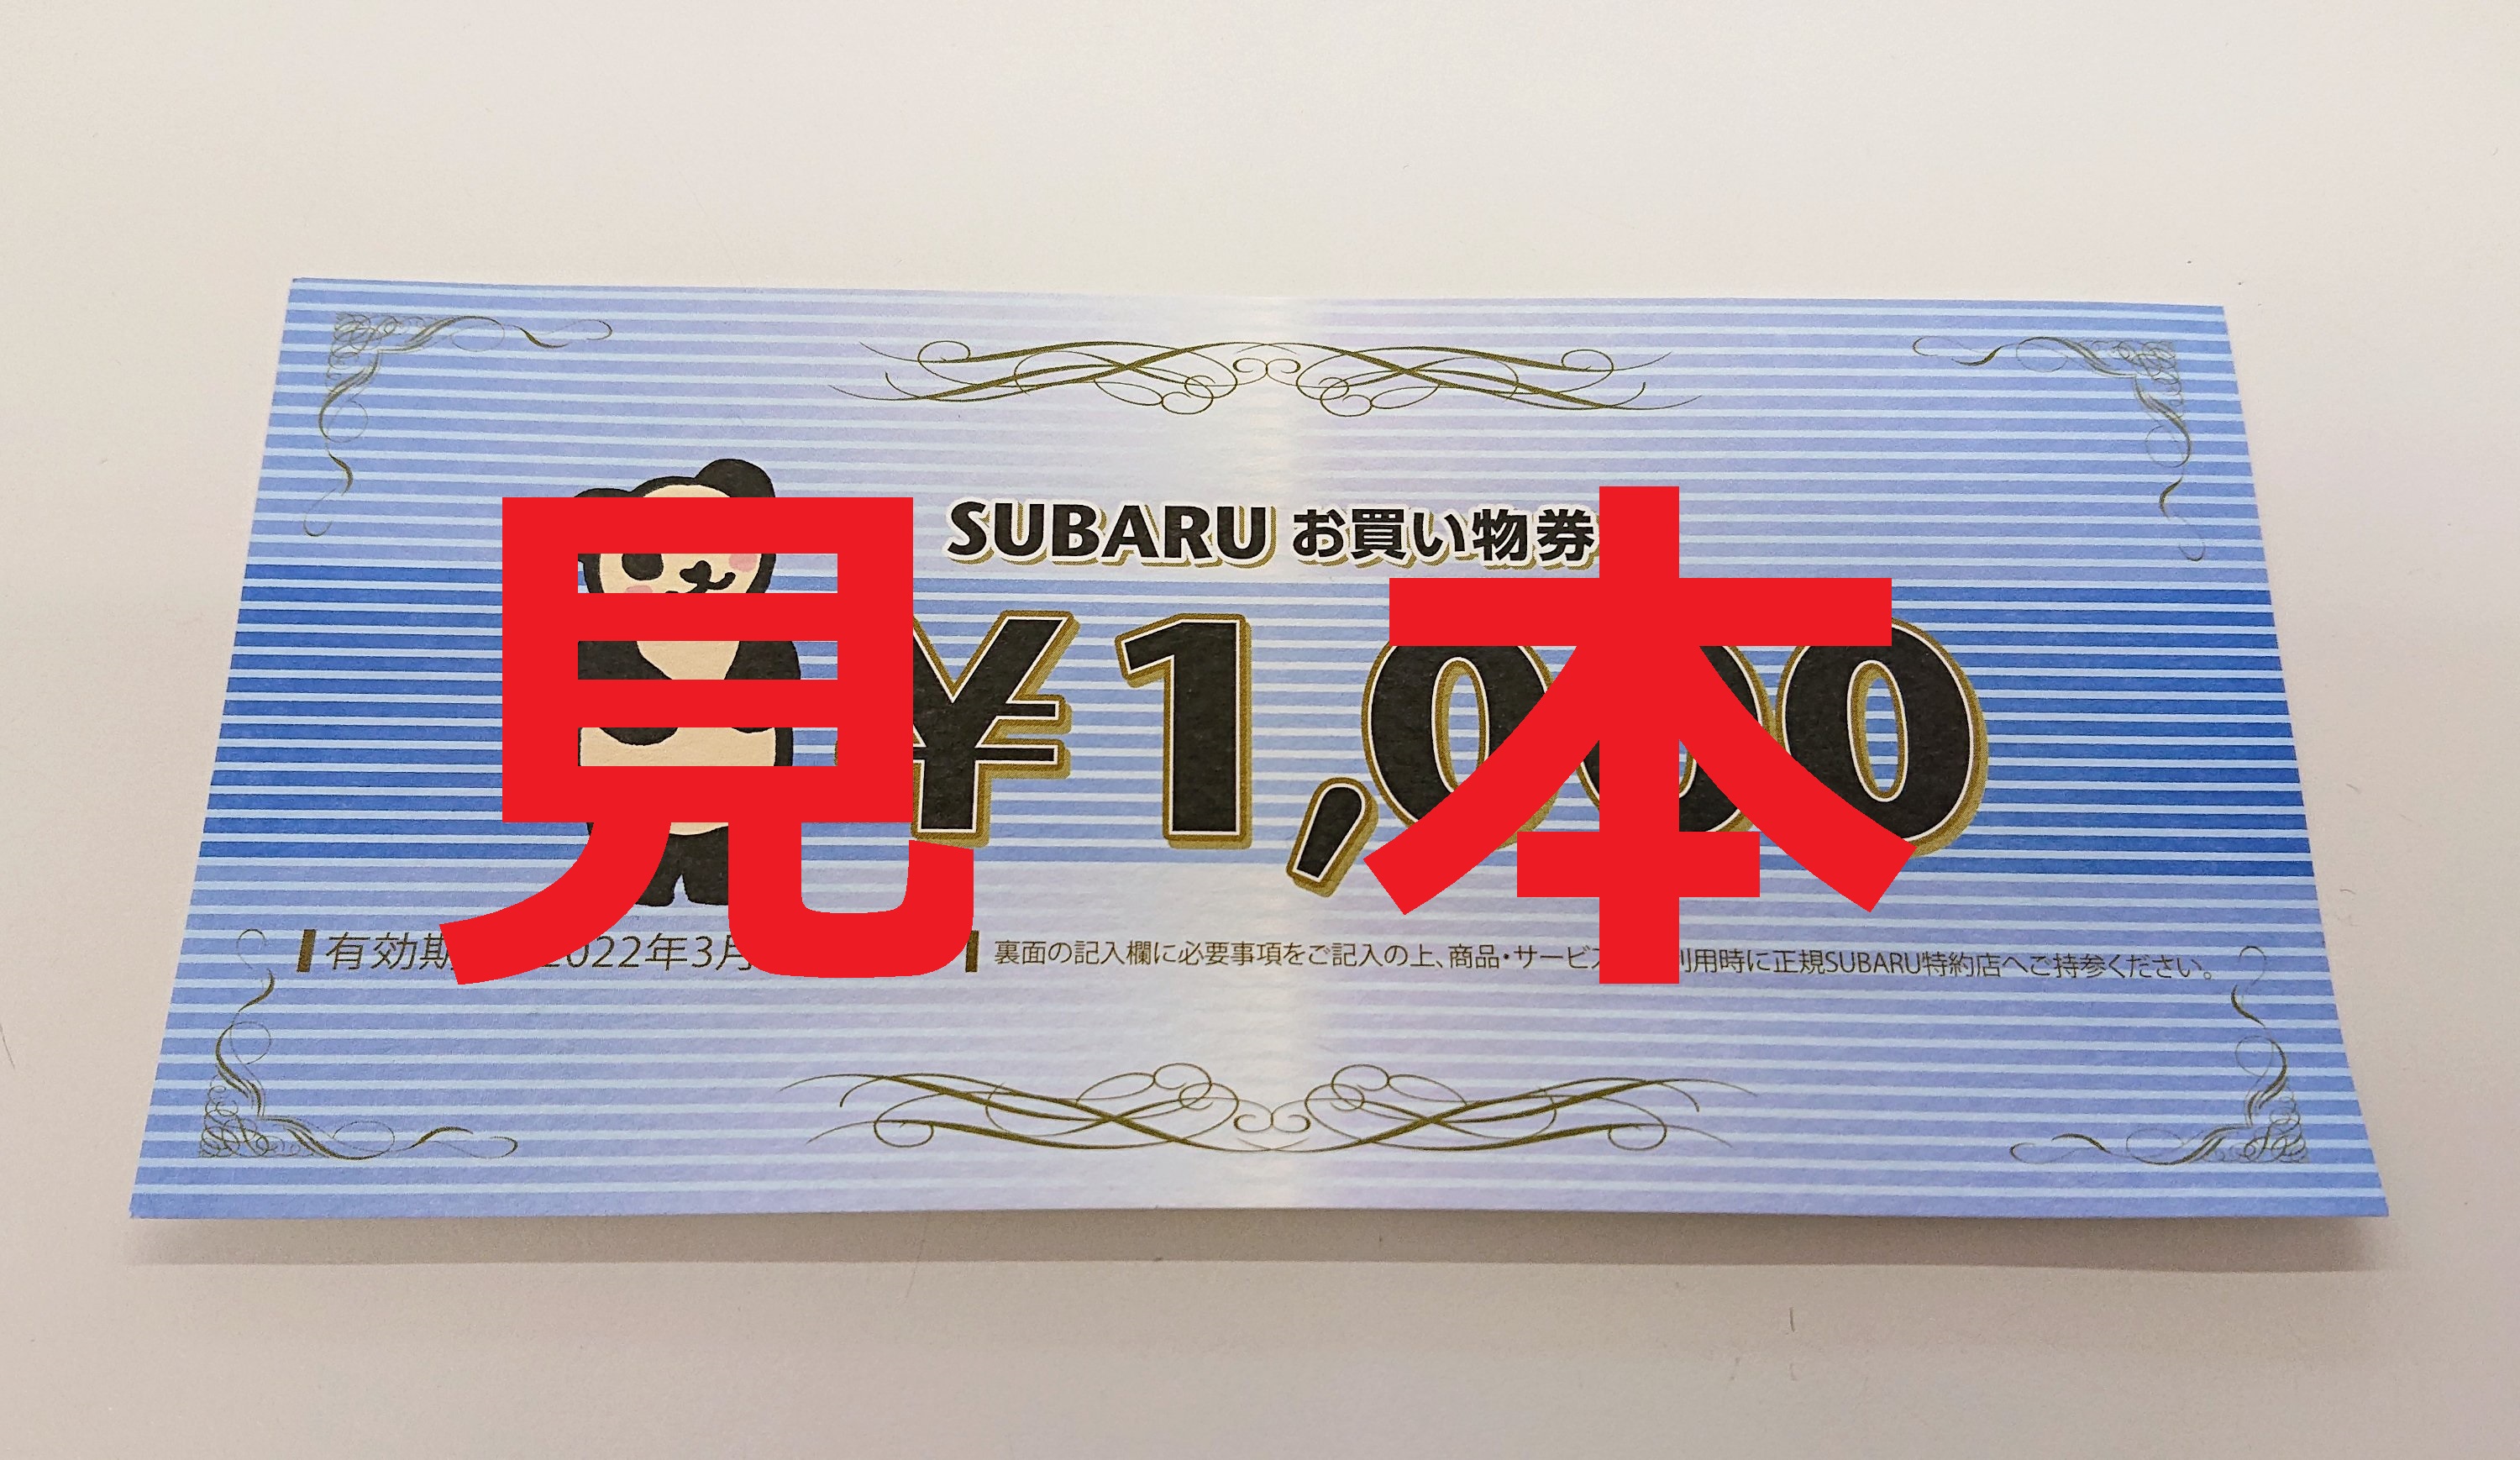 SUBARU お買い物券
見本
¥1,000
有効期 2022年3月
裏面の記入欄に必要事項をご記入の上、商品・サービ 利用時に正規SUBARU特約店へご持参ください。